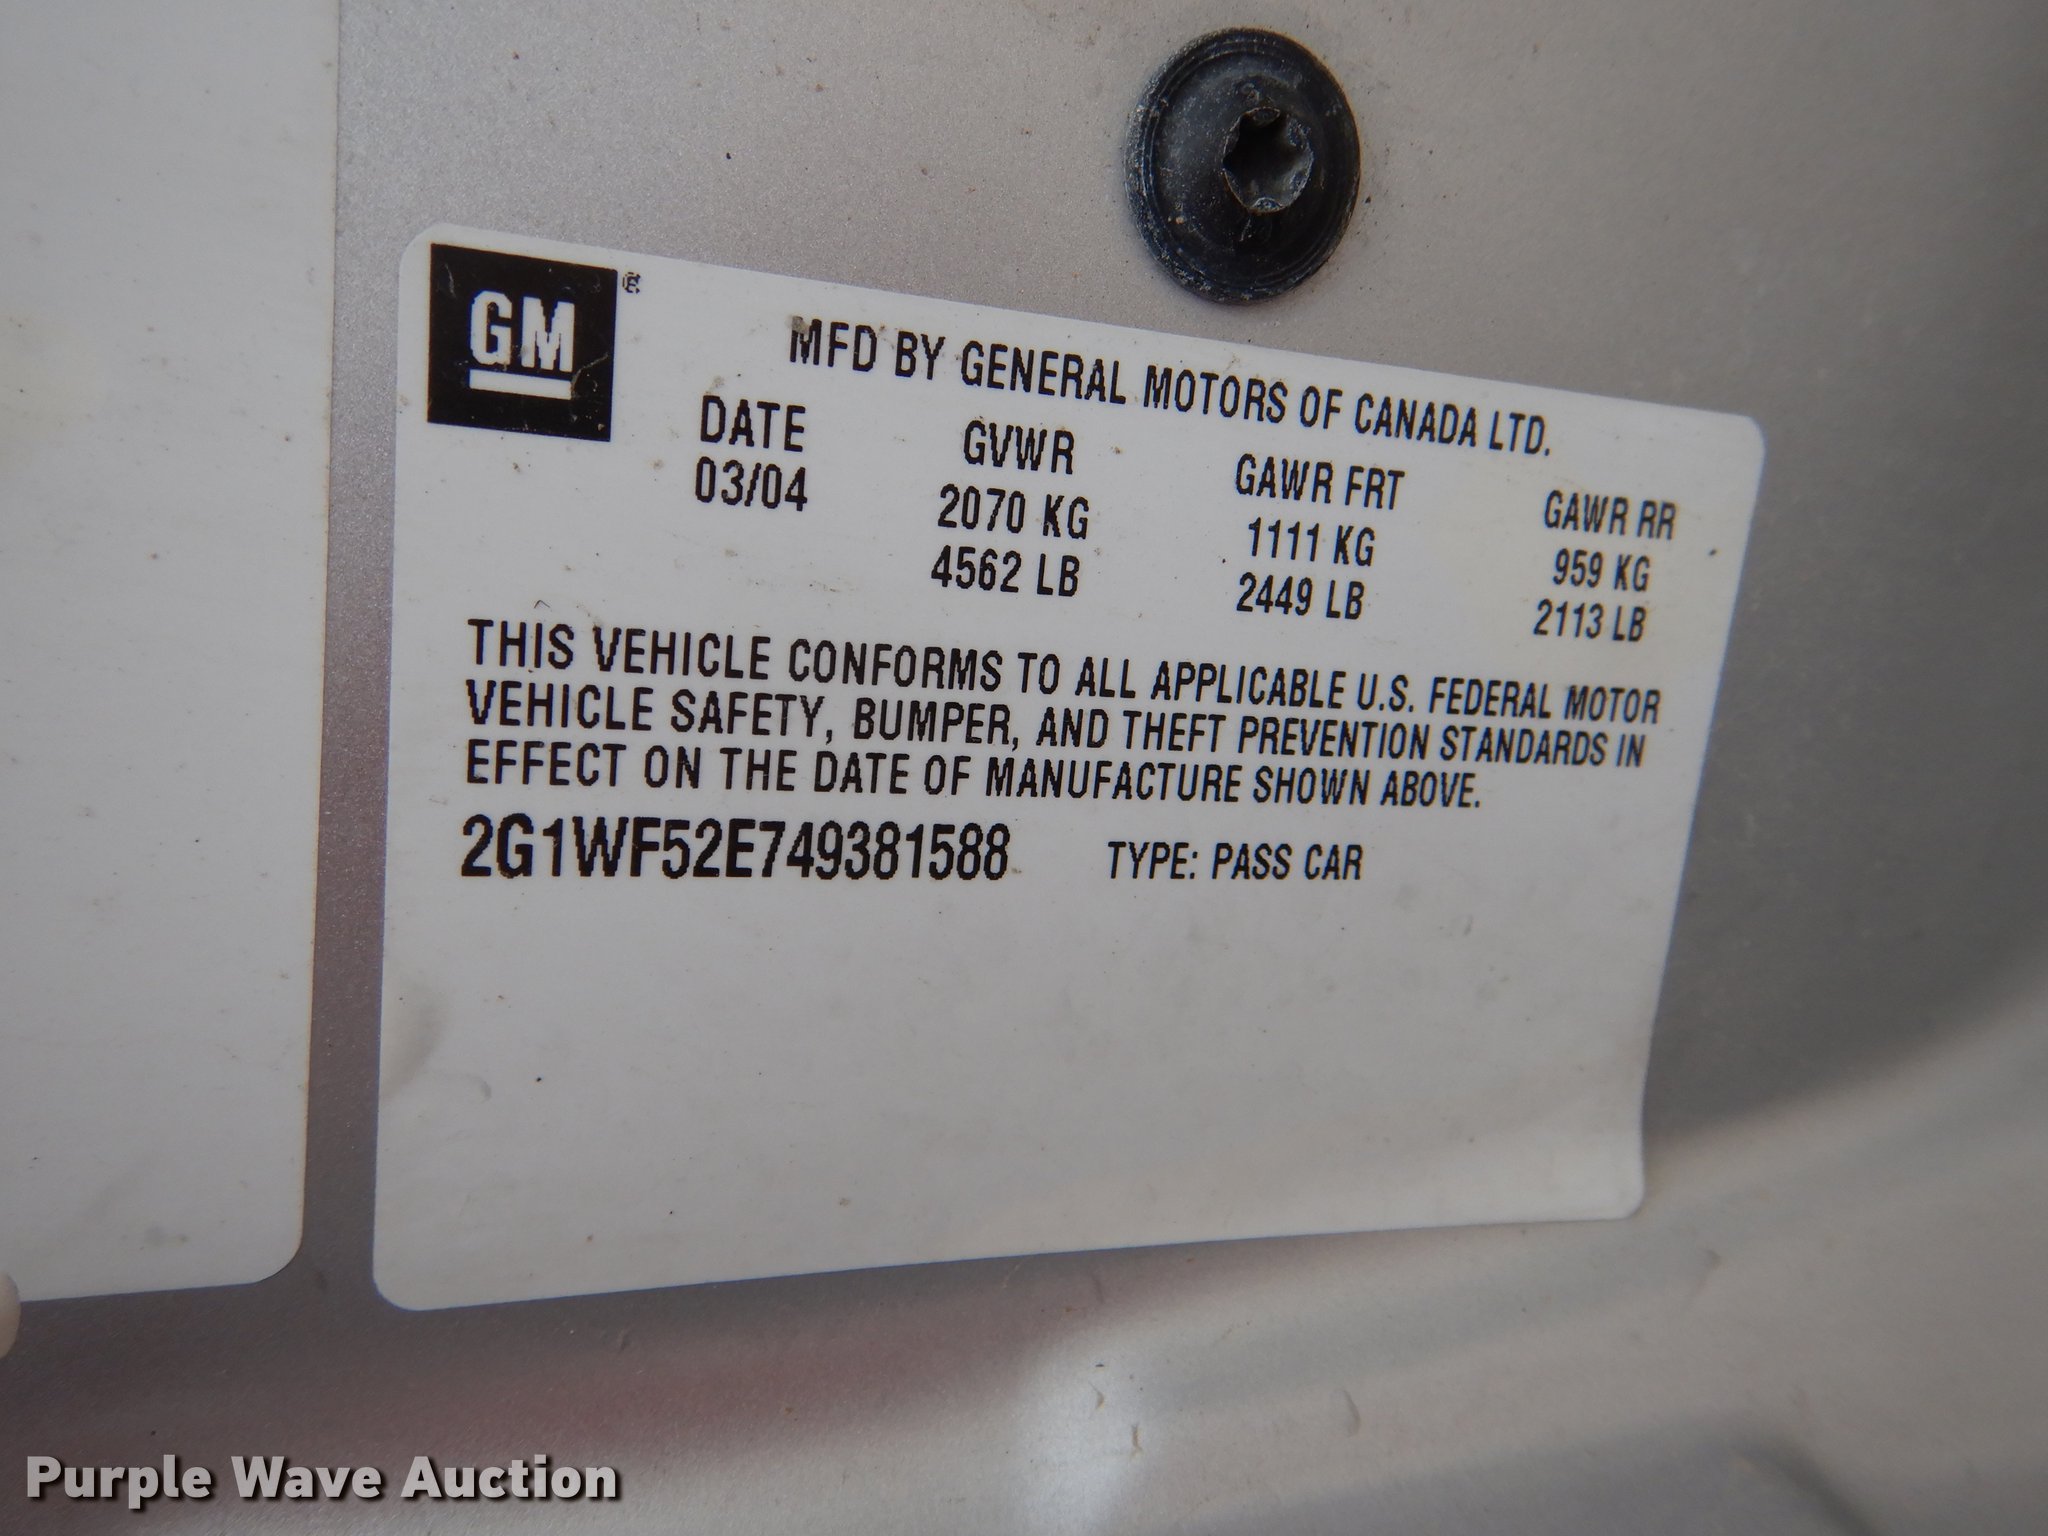 GM
MFD BY GENERAL MOTORS OF CANADA LTD.
DATE GVWR GAWR FRT GAWR RR
03/04 2070 KG 1111 KG 959 KG
4562 LB 2449 LB 2113 LB
THIS VEHICLE CONFORMS TO ALL APPLICABLE U.S. FEDERAL MOTOR
VEHICLE SAFETY, BUMPER, AND THEFT PREVENTION STANDARDS IN
EFFECT ON THE DATE OF MANUFACTURE SHOWN ABOVE.
2G1WF52E749381588 TYPE: PASS CAR
Purple Wave Auction